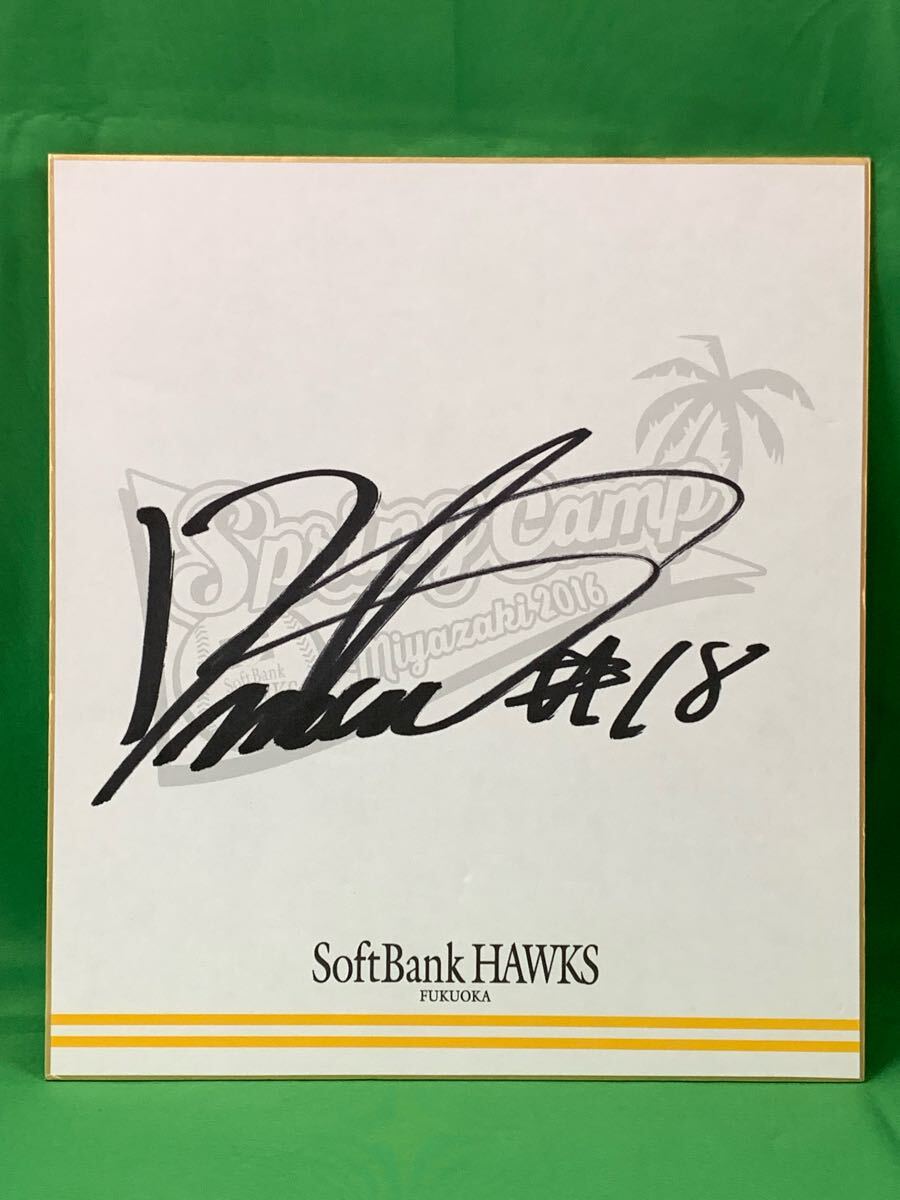 Spring Camp
Miyazaki 2016
SoftBank
#18
SoftBank HAWKS
FUKUOKA